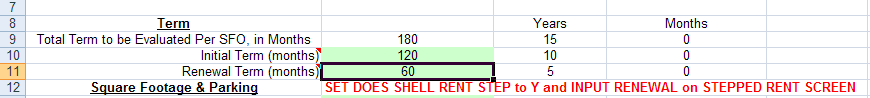 7
8 Term Years Months
9 Total Term to be Evaluated Per SFO, in Months 180 15 0
10 Initial Term (months) 120 10 0
11 Renewal Term (months) 60 5 0
12 Square Footage & Parking SET DOES SHELL RENT STEP to Y and INPUT RENEWAL on STEPPED RENT SCREEN